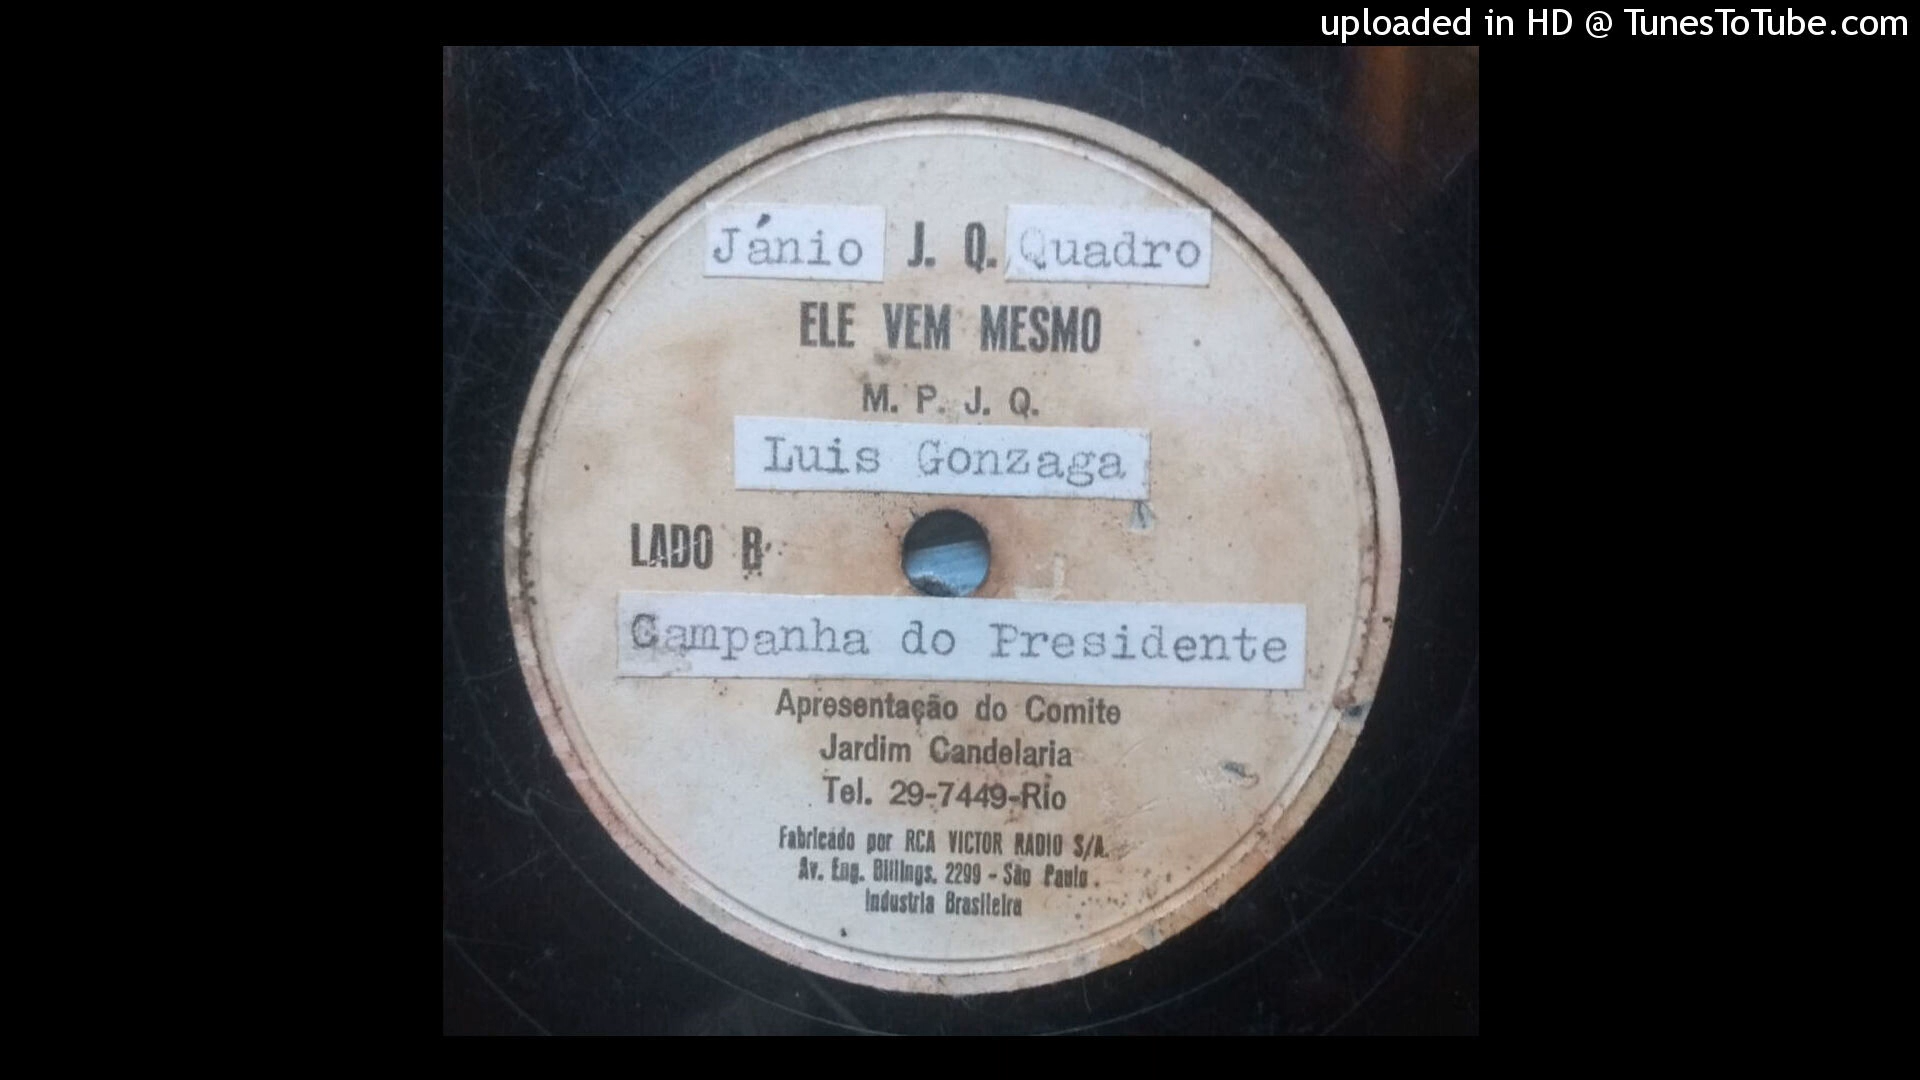 uploaded in HD @ TunesToTube.com
Jánio J. Q. Quadro
ELE VEM MESMO
M. P. J. Q.
Luis Gonzaga
LADO B
Campanha do Presidente
Apresentação do Comite
Jardim Candelaria
Tel. 29-7449-Rio
Fabricado por RCA VICTOR RADIO S/A.
Av. Eng. Billings. 2299 - São Paulo.
Industria Brasileira